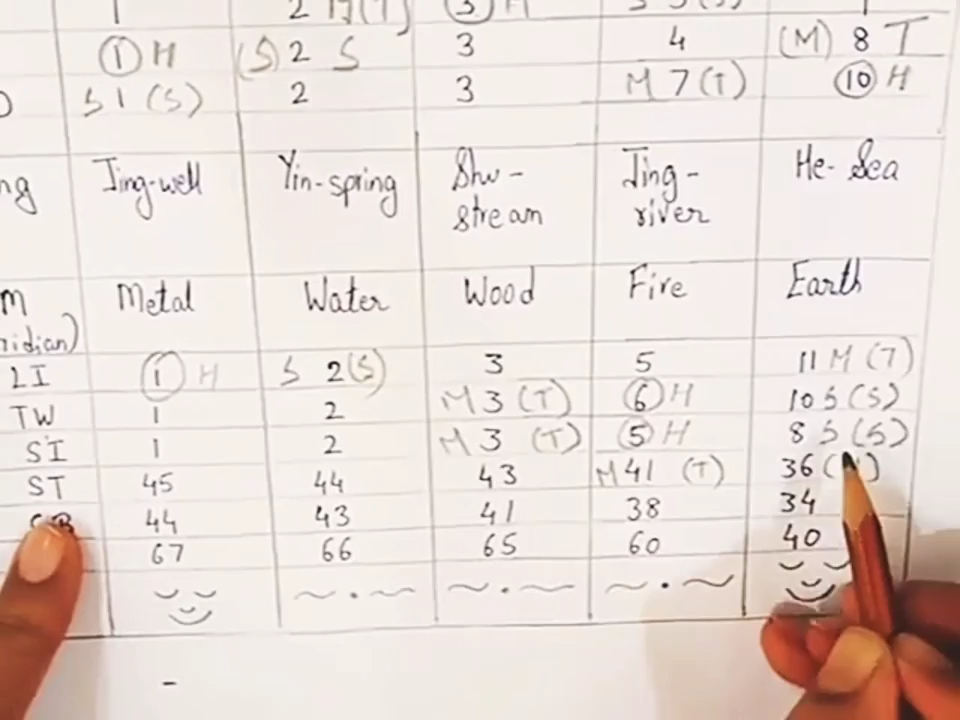 1 2 3
(1) H (S) 2 S 3 4 (M) 8 T
S 1 (S) 2 3 M 7 (T) (10) H
ng Jing-well Yin-spring Shu-stream Jing-river He-Sea
M Metal Water Wood Fire Earth
ridian)
LI (1) H S 2 (S) 3 5 11 M (T)
TW 1 2 M 3 (T) (6) H 10 S (S)
SI 1 2 M 3 (T) (5) H 8 S (S)
ST 45 44 43 M 41 (T) 36
44 43 41 38 34
67 66 65 60 40